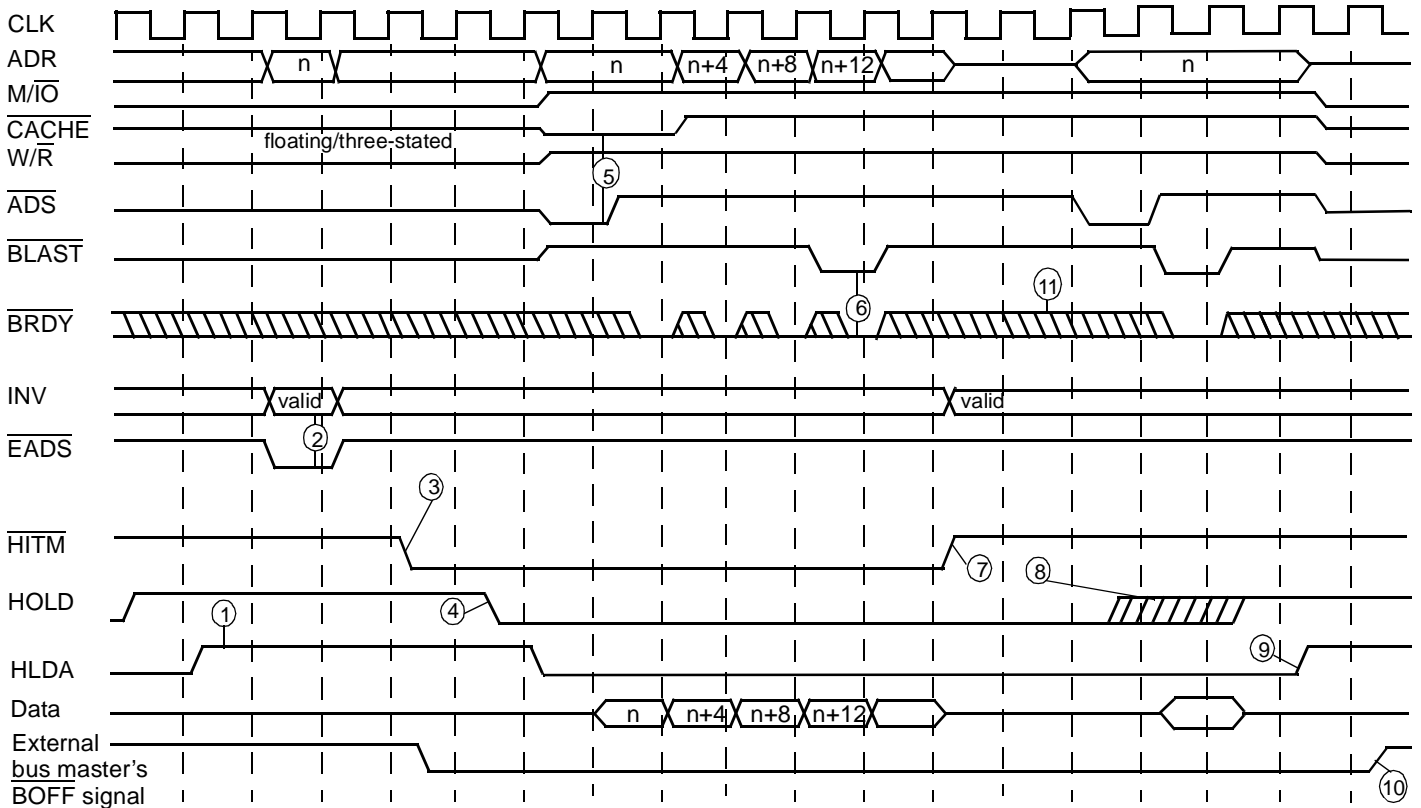 CLK
ADR n n n+4 n+8 n+12 n
M/IO
CACHE
floating/three-stated
W/R
5
ADS
BLAST
11
6
BRDY
INV valid valid
2
EADS
3
HITM
7
8
HOLD 4
1
9
HLDA
Data n n+4 n+8 n+12
External
bus master's
10
BOFF signal